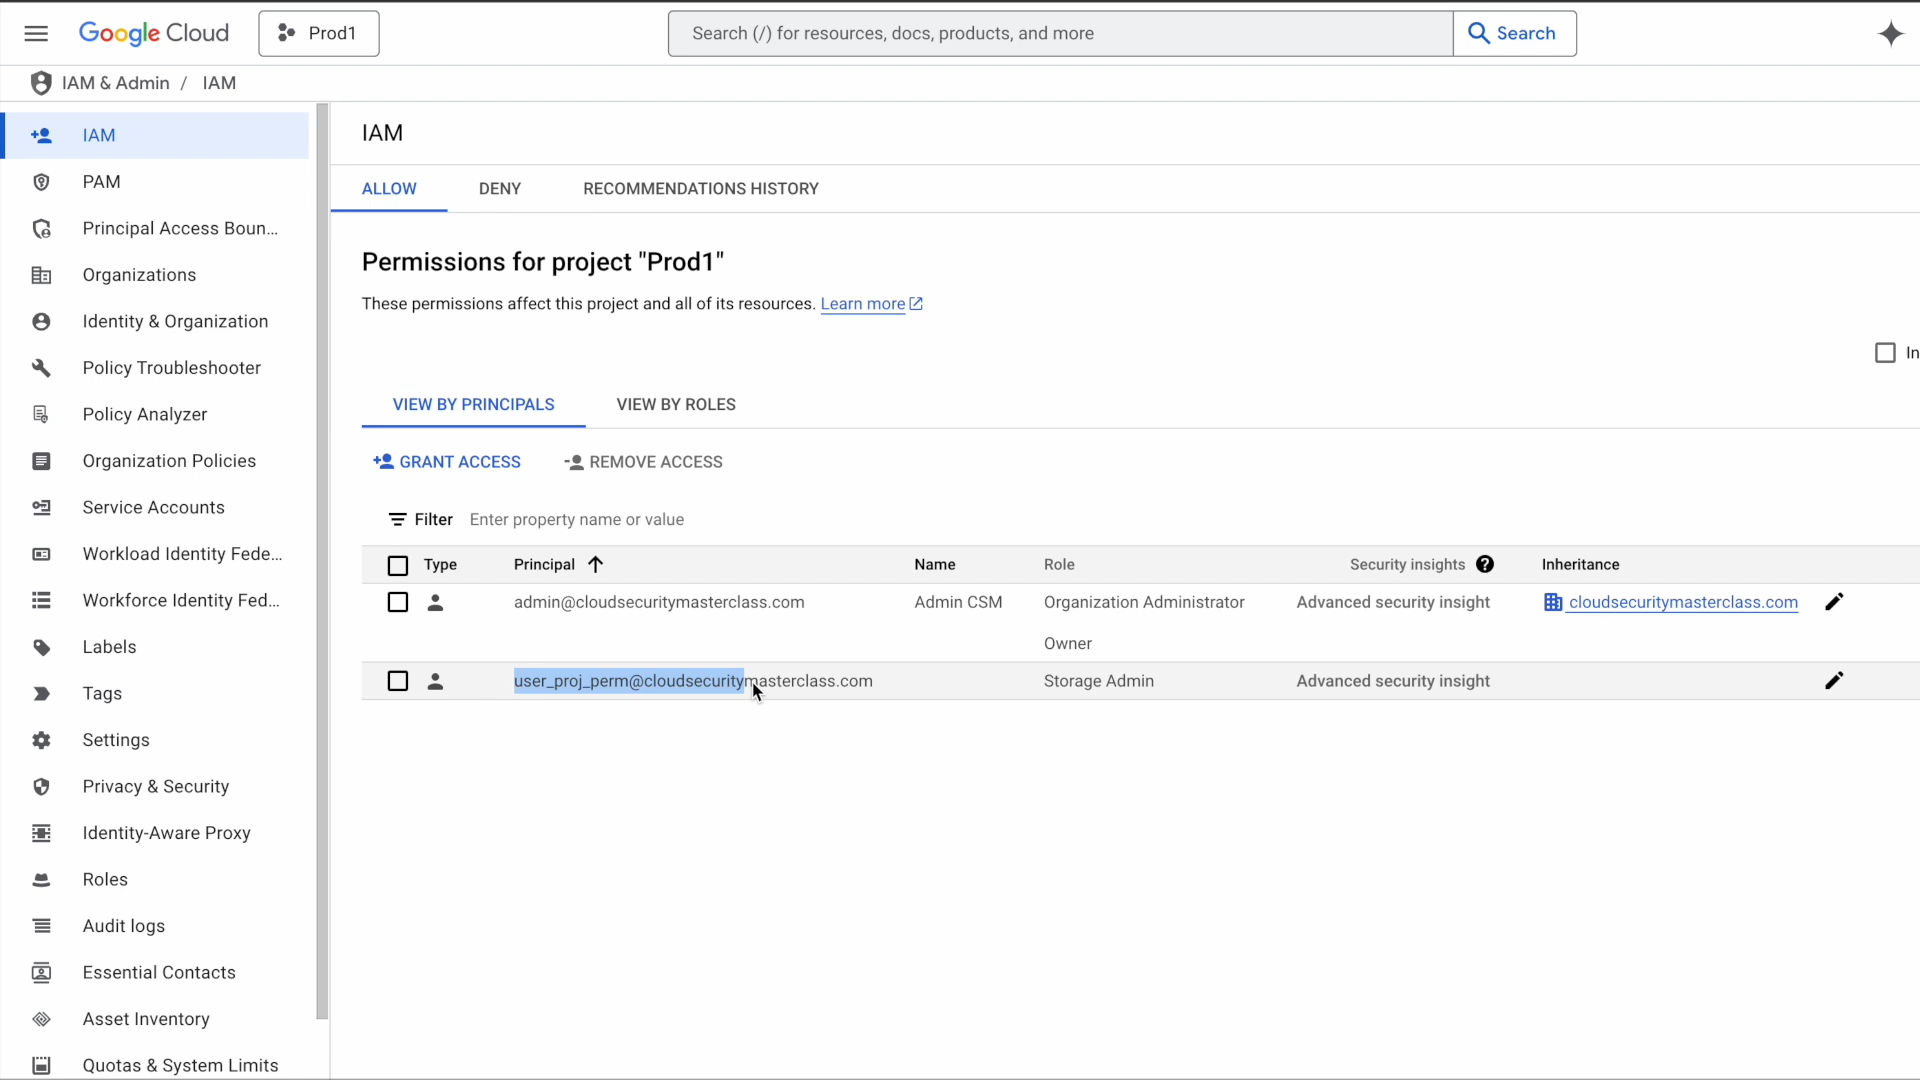 Google Cloud
Prod1
Search (/) for resources, docs, products, and more
Search
IAM & Admin / IAM
IAM
PAM
Principal Access Boun...
Organizations
Identity & Organization
Policy Troubleshooter
Policy Analyzer
Organization Policies
Service Accounts
Workload Identity Fede...
Workforce Identity Fed...
Labels
Tags
Settings
Privacy & Security
Identity-Aware Proxy
Roles
Audit logs
Essential Contacts
Asset Inventory
Quotas & System Limits
IAM
ALLOW DENY RECOMMENDATIONS HISTORY
Permissions for project "Prod1"
These permissions affect this project and all of its resources. Learn more
In
VIEW BY PRINCIPALS VIEW BY ROLES
GRANT ACCESS REMOVE ACCESS
Filter Enter property name or value
Type Principal Name Role Security insights ? Inheritance
admin@cloudsecuritymasterclass.com Admin CSM Organization Administrator Advanced security insight cloudsecuritymasterclass.com
Owner
user_proj_perm@cloudsecuritymasterclass.com Storage Admin Advanced security insight